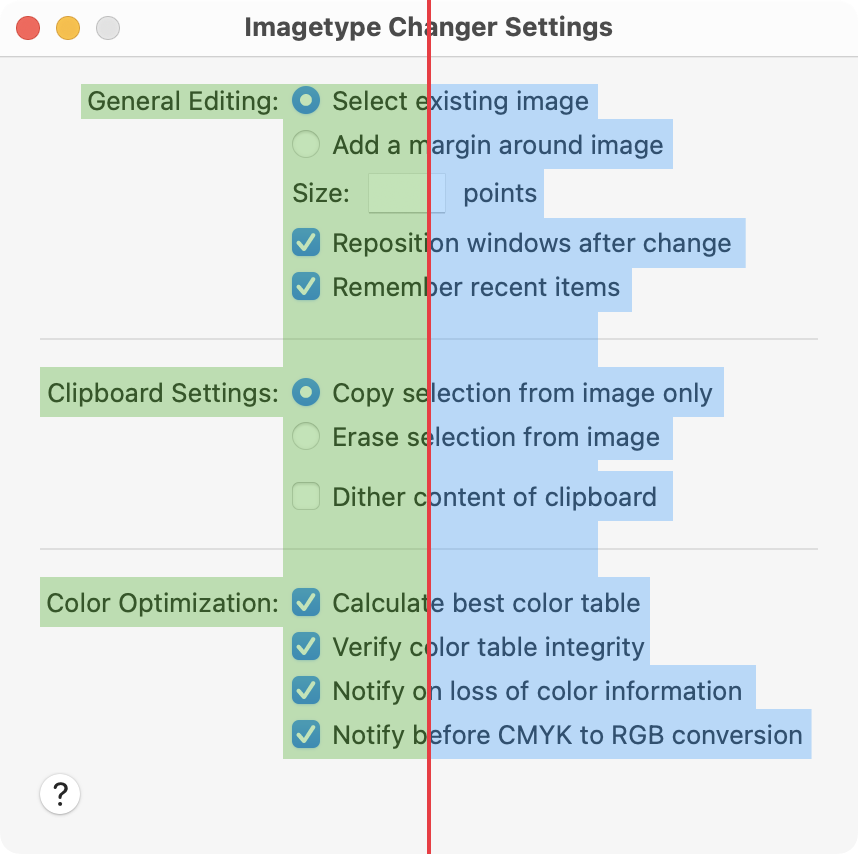 Imagetype Changer Settings
General Editing: Select existing image
Add a margin around image
Size: points
Reposition windows after change
Remember recent items
Clipboard Settings: Copy selection from image only
Erase selection from image
Dither content of clipboard
Color Optimization: Calculate best color table
Verify color table integrity
Notify on loss of color information
Notify before CMYK to RGB conversion
?